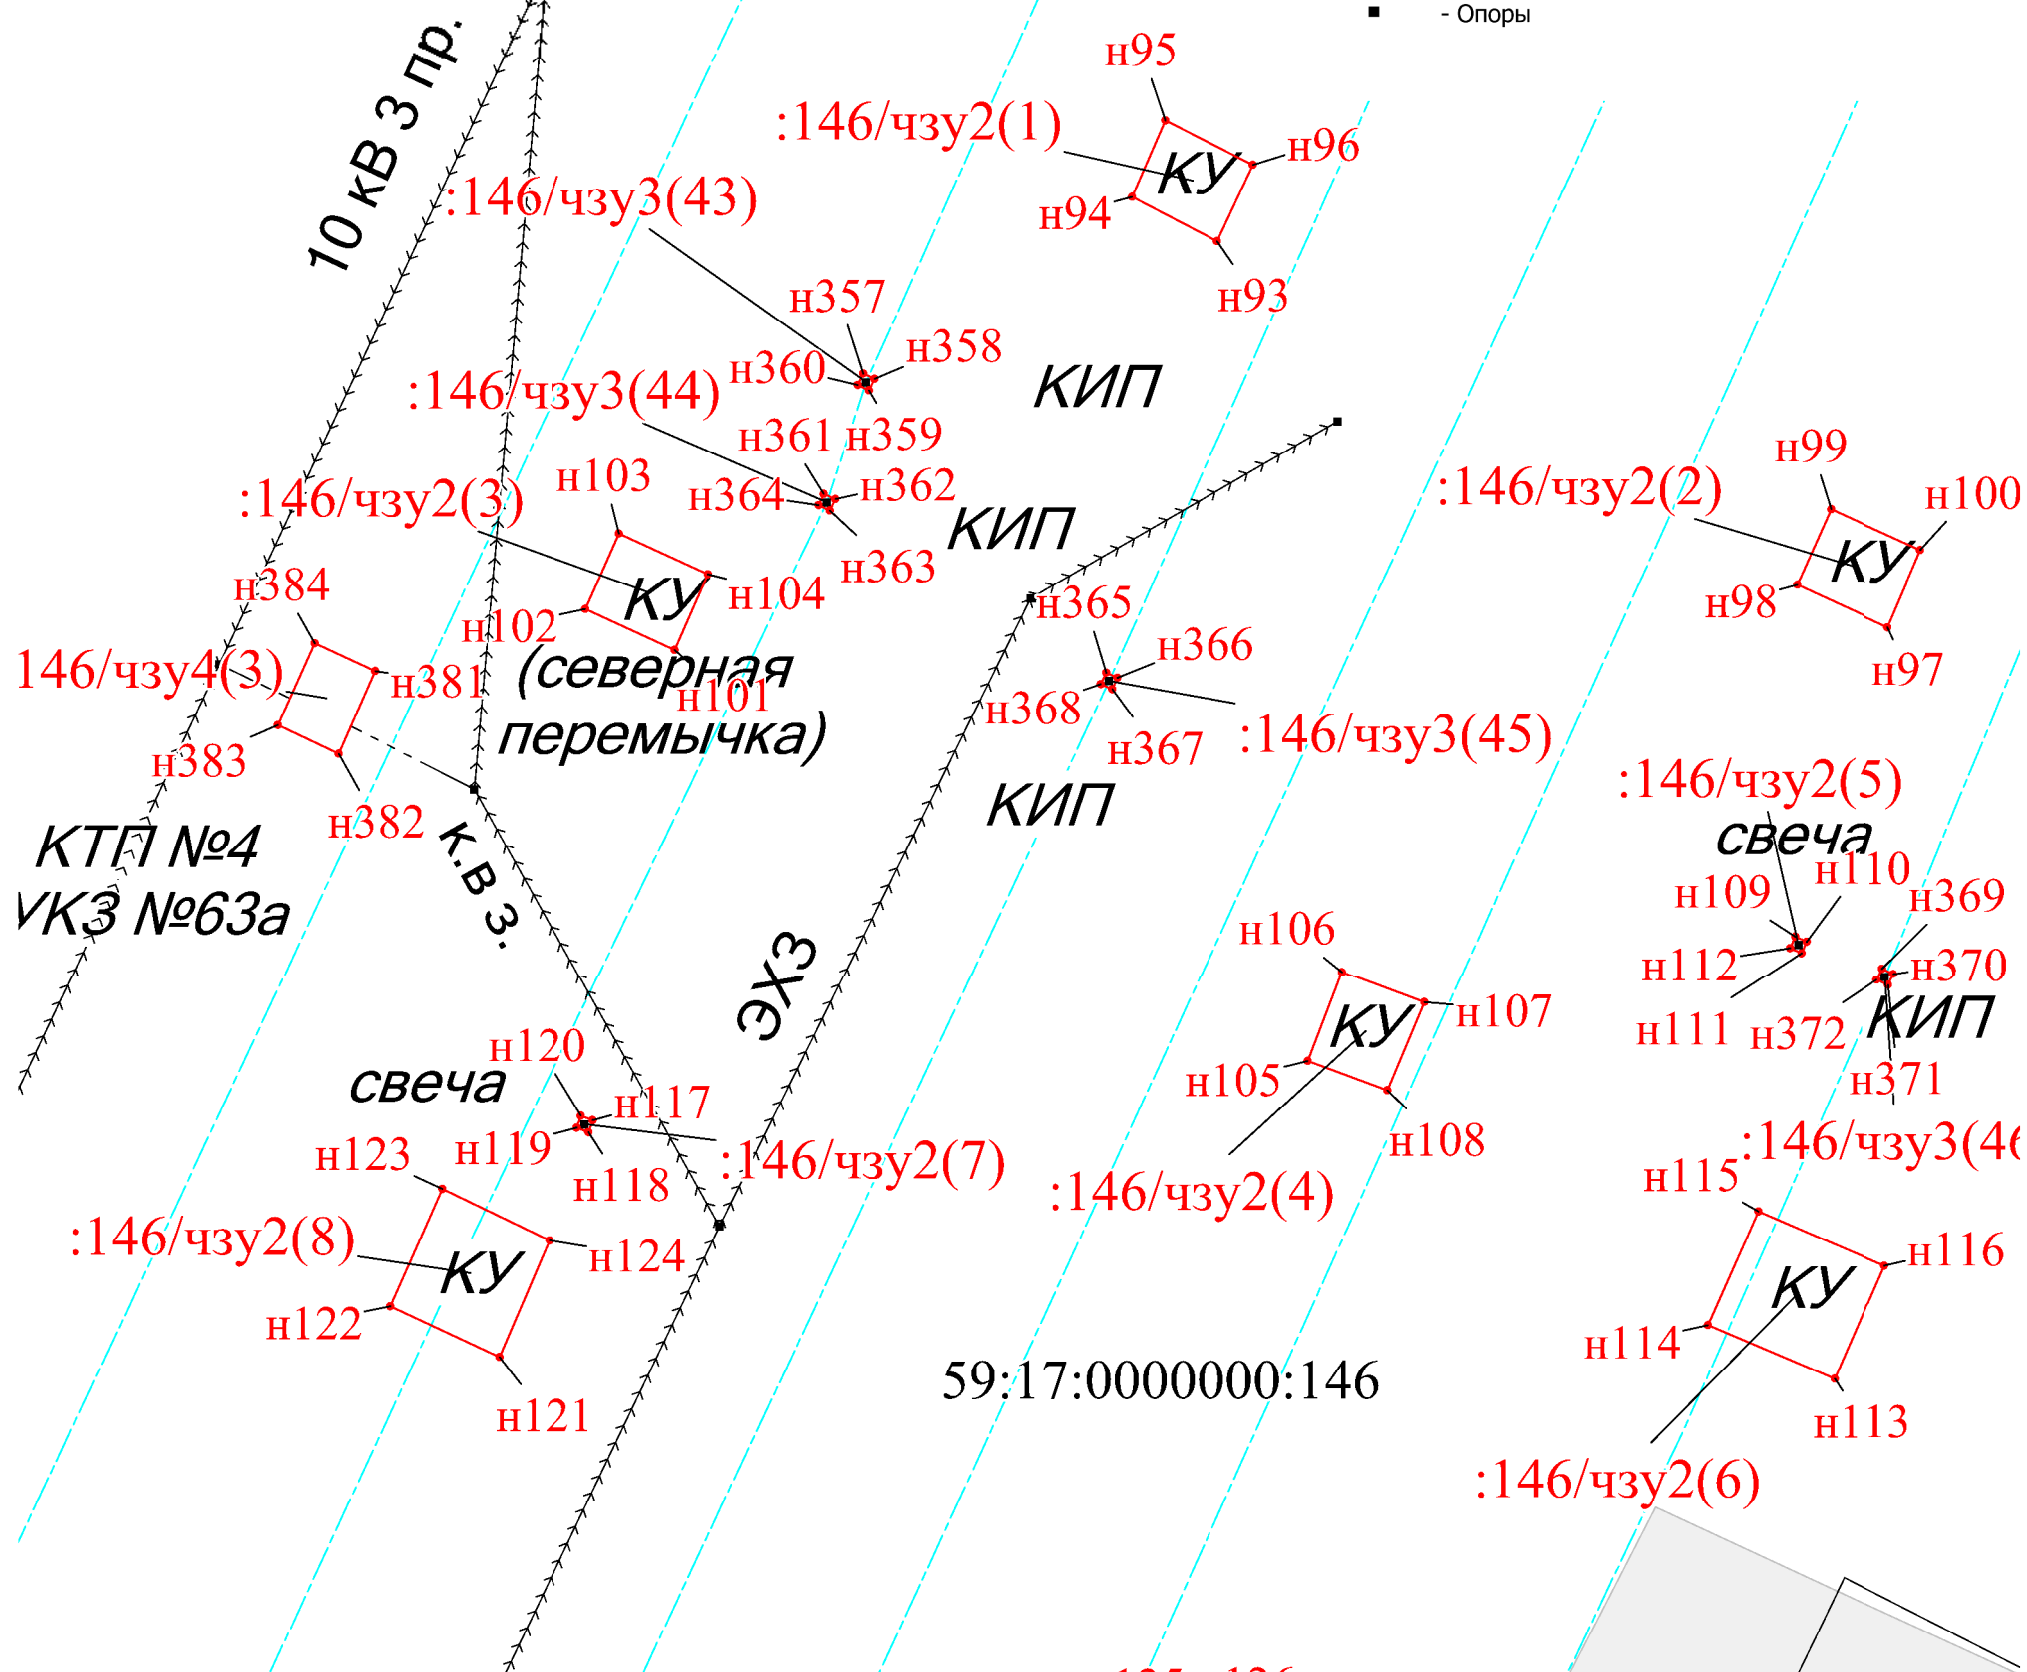 - Опоры
н95
:146/чзу2(1)
КУ
н96
н94
н93
10 кВ 3 пр.
:146/чзу3(43)
н357
н358
н360
н359
КИП
:146/чзу3(44)
н361
н362
н364
н363
КИП
н99
:146/чзу2(2)
н100
КУ
н98
н97
н103
:146/чзу2(3)
КУ
н104
н102
н101
(северная
перемычка)
н384
146/чзу4(3)
н381
н383
н382
н365
н366
н368
н367
:146/чзу3(45)
КИП
КТП №4
УКЗ №63а
к.в 3.
ЭХЗ
:146/чзу2(5)
свеча
н110
н109
н369
н112
н370
н111
н372
КИП
н371
:146/чзу3(46
н106
КУ
н107
н105
н108
:146/чзу2(4)
н120
свеча
н117
н119
н118
:146/чзу2(7)
н123
:146/чзу2(8)
КУ
н124
н122
н121
н115
н116
КУ
н114
н113
:146/чзу2(6)
59:17:0000000:146